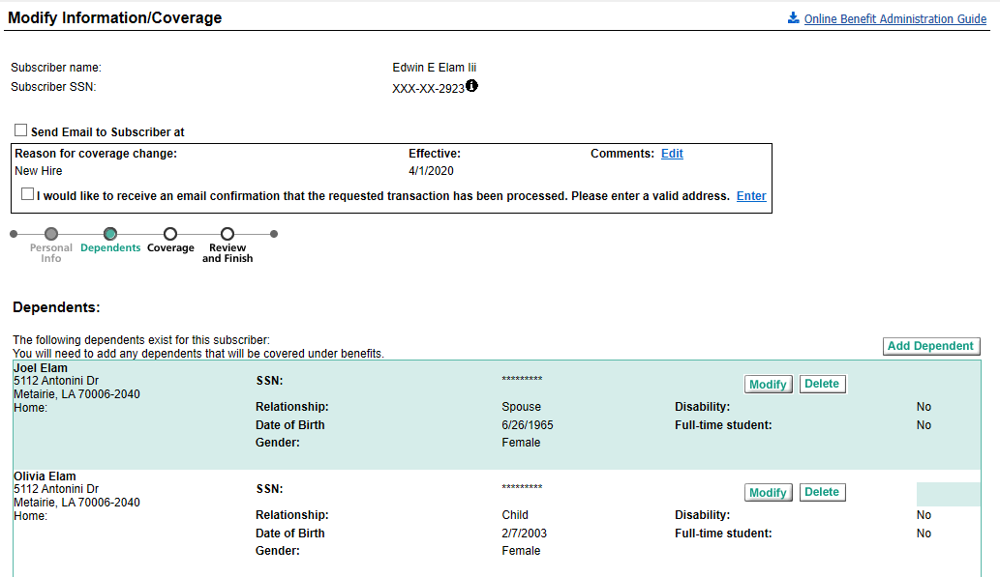 Modify Information/Coverage
Online Benefit Administration Guide
Subscriber name: Edwin E Elam Iii
Subscriber SSN: XXX-XX-2923
Send Email to Subscriber at
Reason for coverage change: Effective: Comments: Edit
New Hire 4/1/2020
I would like to receive an email confirmation that the requested transaction has been processed. Please enter a valid address. Enter
Personal Info
Dependents
Coverage
Review and Finish
Dependents:
The following dependents exist for this subscriber:
You will need to add any dependents that will be covered under benefits.
Add Dependent
Joel Elam
5112 Antonini Dr
Metairie, LA 70006-2040
Home:
SSN: ********* Modify Delete
Relationship: Spouse Disability: No
Date of Birth 6/26/1965 Full-time student: No
Gender: Female
Olivia Elam
5112 Antonini Dr
Metairie, LA 70006-2040
Home:
SSN: ********* Modify Delete
Relationship: Child Disability: No
Date of Birth 2/7/2003 Full-time student: No
Gender: Female